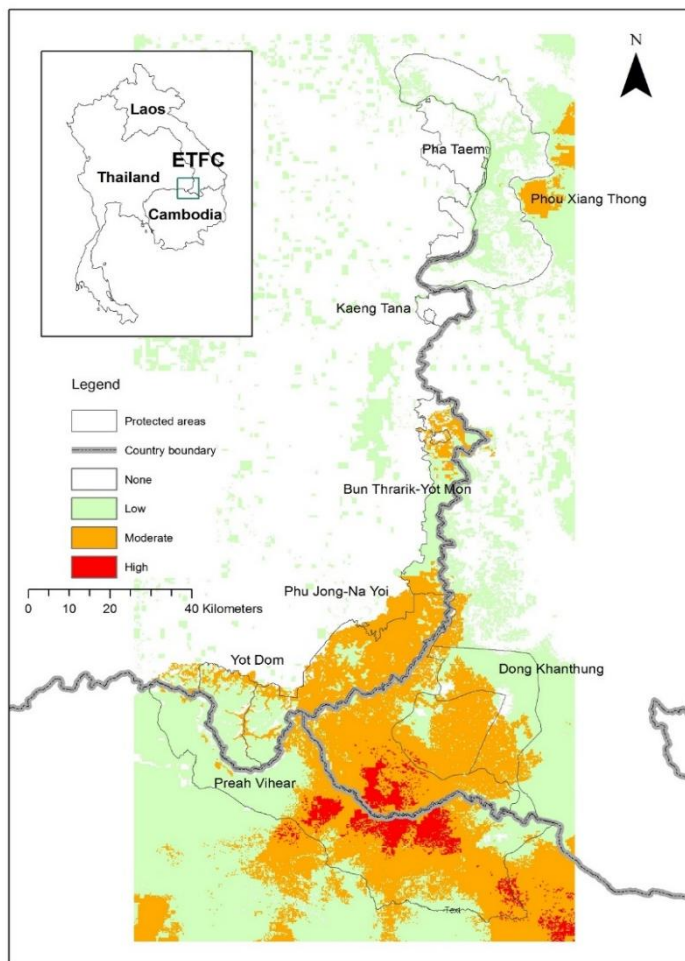 N
Laos
ETFC
Thailand
Cambodia
Pha Taem
Phou Xiang Thong
Kaeng Tana
Legend
Protected areas
Country boundary
None
Low
Moderate
High
0 10 20 40 Kilometers
Bun Thrarik-Yot Mon
Phu Jong-Na Yoi
Yot Dom
Dong Khanthung
Preah Vihear
Text